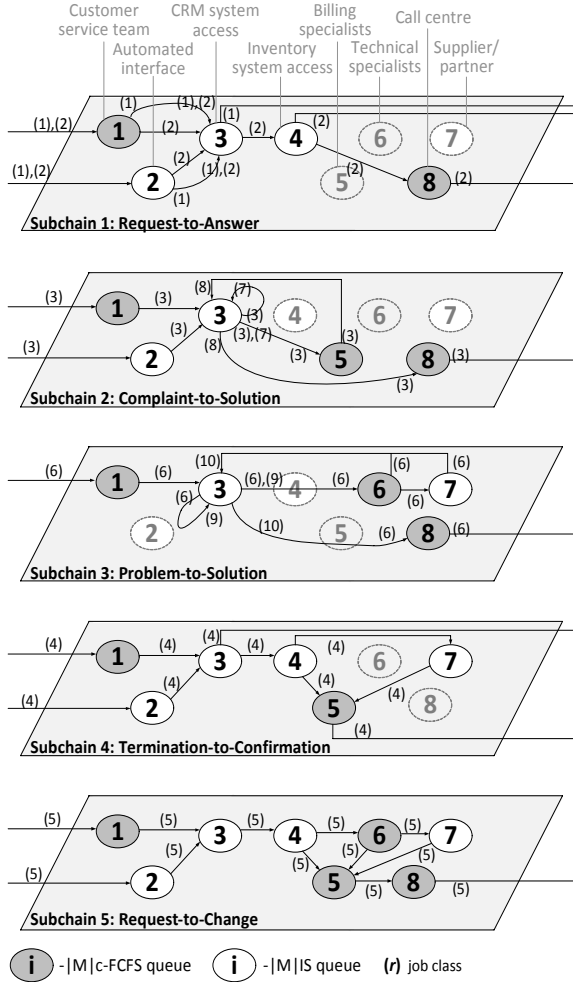 Customer service team
CRM system access
Billing specialists
Call centre
Automated interface
Inventory system access
Technical specialists
Supplier/ partner
(1) (1),(2) (1) (2)
(1),(2) 1 (2) 3 (2) 4 6 7
(1),(2) 2 (2) (1),(2) (1) 5 (2) 8 (2)
Subchain 1: Request-to-Answer
(8) (7)
(3) 1 (3) 3 (3) 4 6 7
(3) 2 (3) (8) (3),(7) (3) 5 (3) 8 (3)
(3)
Subchain 2: Complaint-to-Solution
(10) (6) (6)
(6) 1 (6) 3 (6),(9) 4 (6) 6 (6) 7
2 (6) (9) (10) 5 (6) 8 (6)
Subchain 3: Problem-to-Solution
(4) 1 (4) (4) 3 (4) 4 (4) 6 7
(4) 2 (4) (4) 5 (4) 8
(4)
Subchain 4: Termination-to-Confirmation
(5) 1 (5) 3 (5) 4 (5) 6 (5) 7
(5) 2 (5) (5) 5 (5) (5) 8 (5)
(5)
Subchain 5: Request-to-Change
i -|M|c-FCFS queue i -|M|IS queue (r) job class